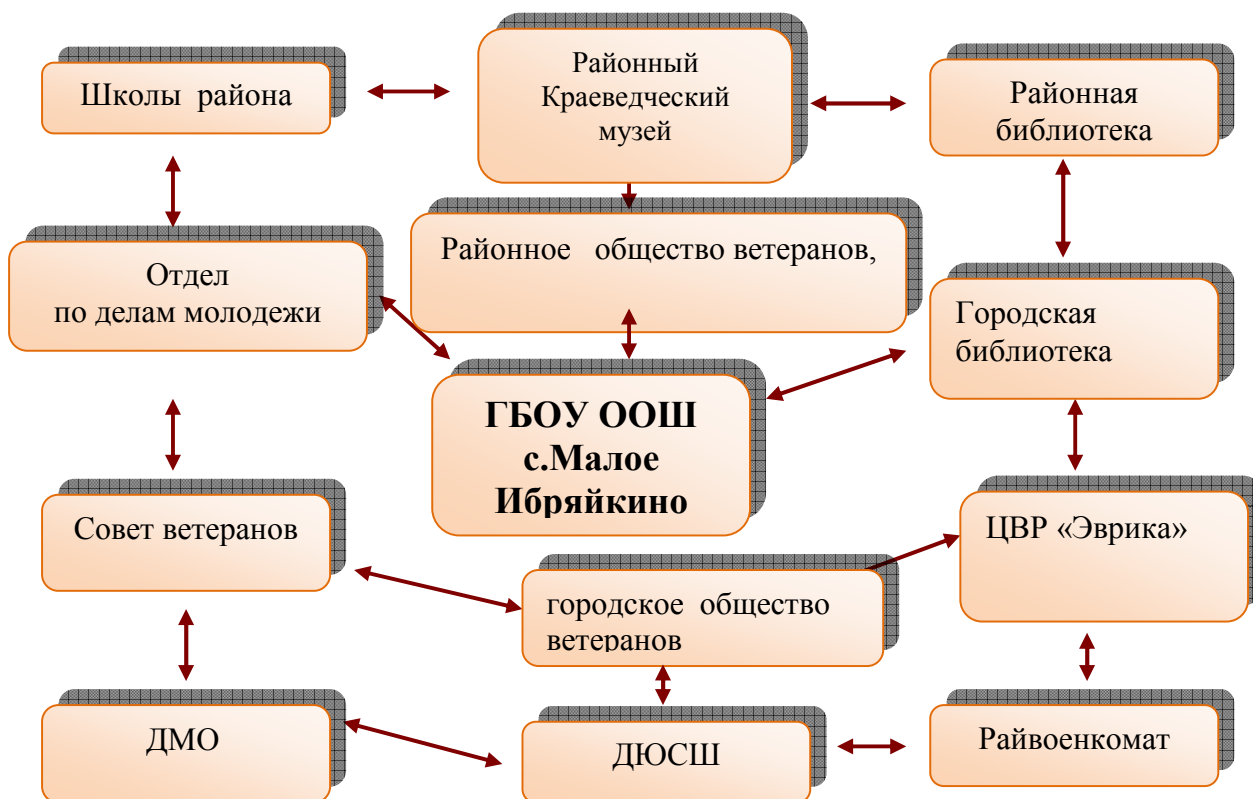 Школы района
Районный
Краеведческий
музей
Районная
библиотека
Отдел
по делам молодежи
Районное общество ветеранов,
Городская
библиотека
ГБОУ ООШ
с.Малое
Ибряйкино
Совет ветеранов
городское общество
ветеранов
ЦВР «Эврика»
ДМО
ДЮСШ
Райвоенкомат